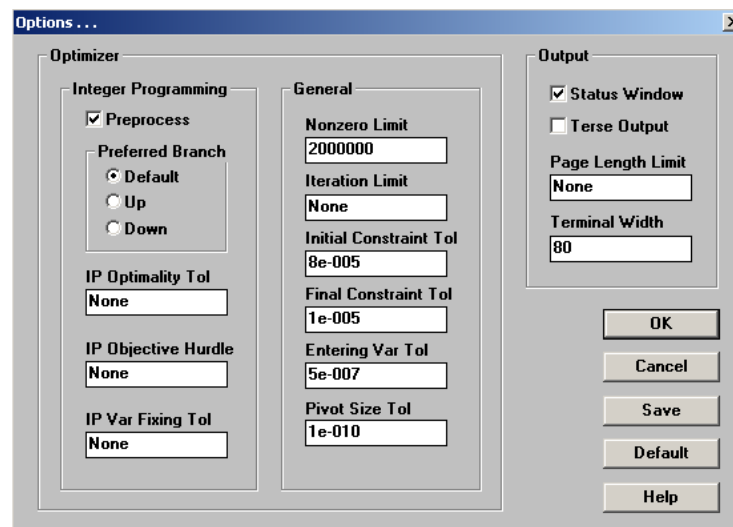 Options . . .
Optimizer
Integer Programming
Preprocess
Preferred Branch
Default
Up
Down
IP Optimality Tol
None
IP Objective Hurdle
None
IP Var Fixing Tol
None
General
Nonzero Limit
2000000
Iteration Limit
None
Initial Constraint Tol
8e-005
Final Constraint Tol
1e-005
Entering Var Tol
5e-007
Pivot Size Tol
1e-010
Output
Status Window
Terse Output
Page Length Limit
None
Terminal Width
80
OK
Cancel
Save
Default
Help